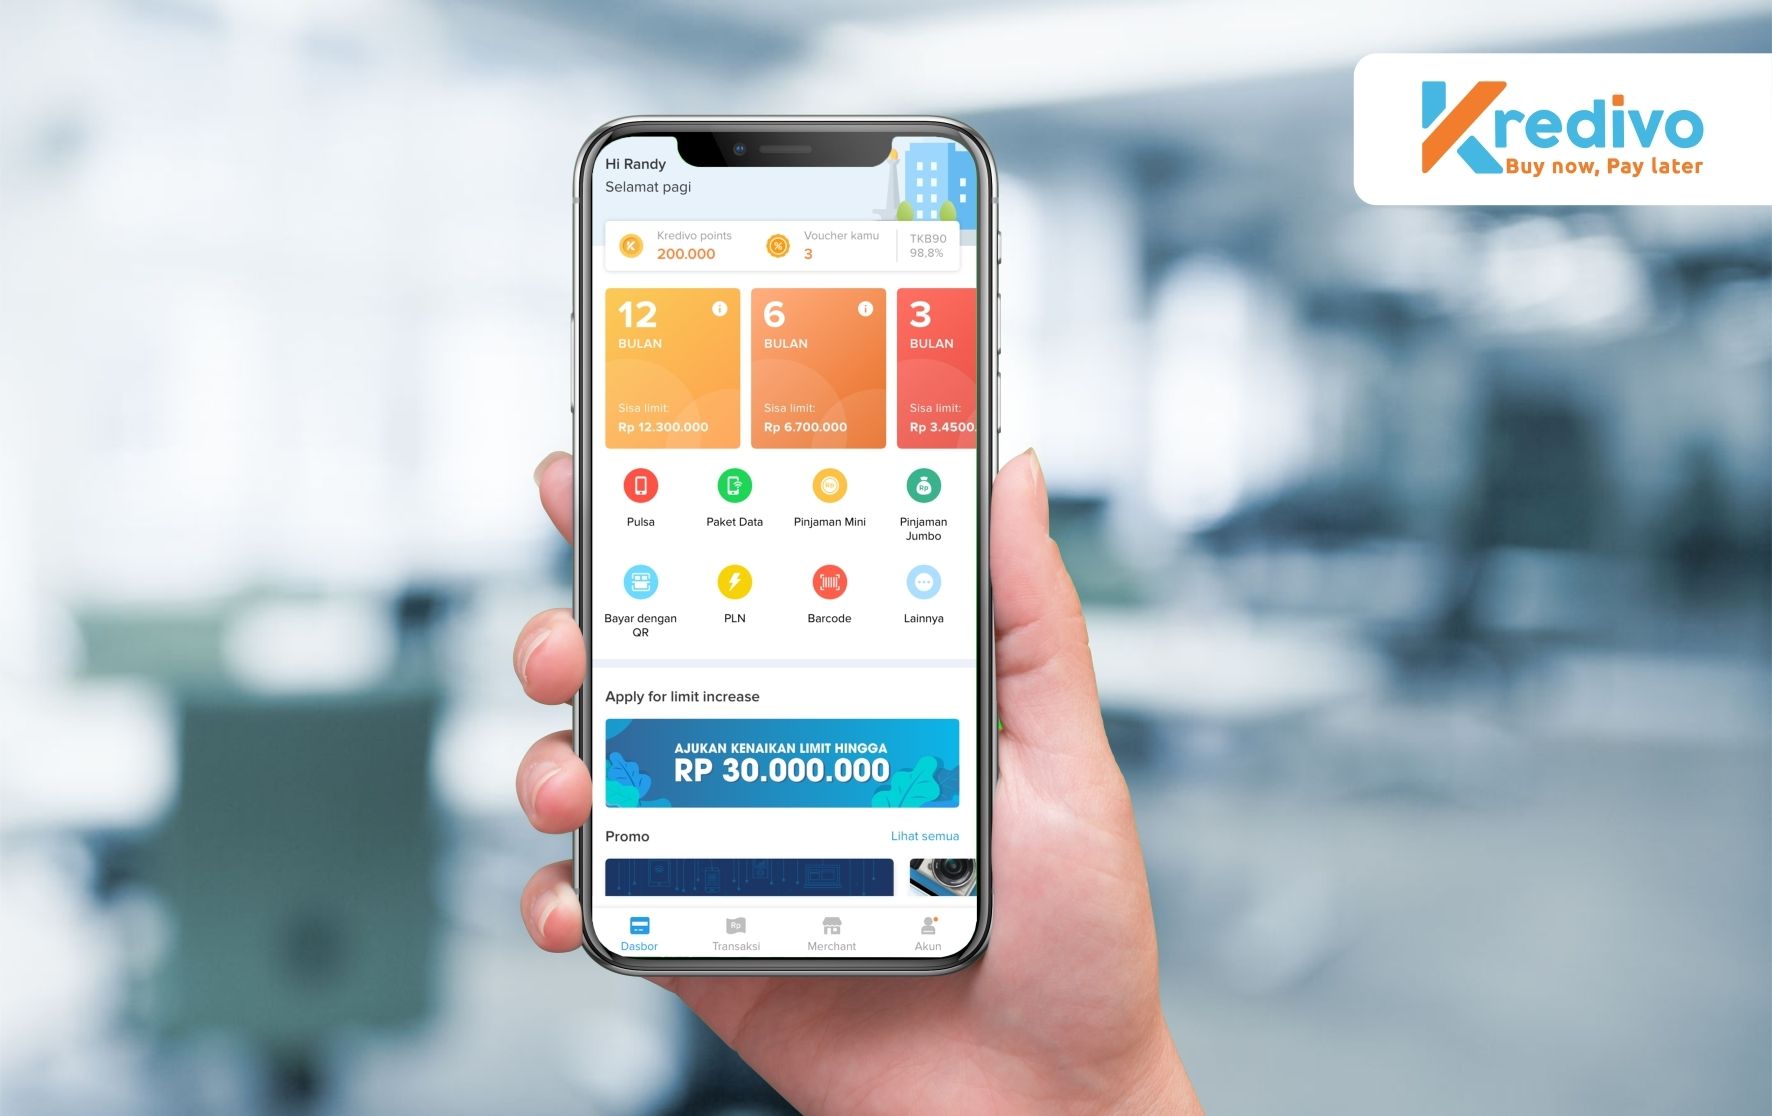 Kredivo
Buy now, Pay later
Hi Randy
Selamat pagi
Kredivo points
200.000
Voucher kamu
3
TKB90
98,8%
12
BULAN
Sisa limit:
Rp 12.300.000
6
BULAN
Sisa limit:
Rp 6.700.000
3
BULAN
Sisa limit:
Rp 3.4500.
Pulsa
Paket Data
Pinjaman Mini
Pinjaman
Jumbo
Bayar dengan
QR
PLN
Barcode
Lainnya
Apply for limit increase
AJUKAN KENAIKAN LIMIT HINGGA
RP 30.000.000
Promo
Lihat semua
Dasbor
Transaksi
Merchant
Akun